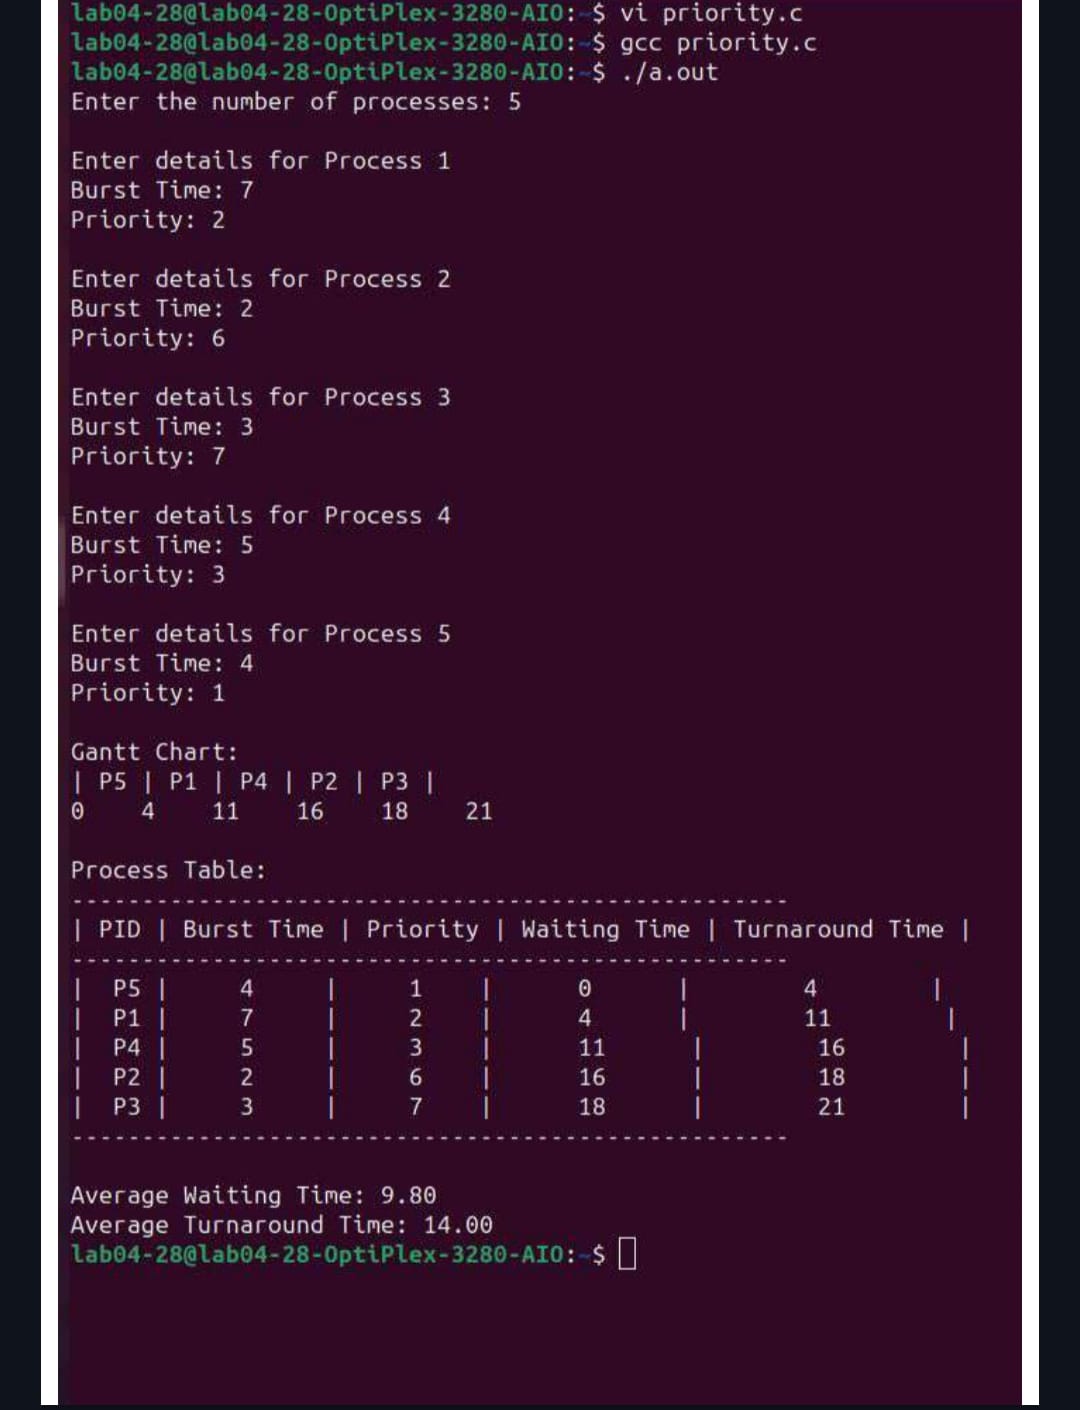 lab04-28@lab04-28-OptiPlex-3280-AIO:~$ vi priority.c
lab04-28@lab04-28-OptiPlex-3280-AIO:~$ gcc priority.c
lab04-28@lab04-28-OptiPlex-3280-AIO:~$ ./a.out
Enter the number of processes: 5
Enter details for Process 1
Burst Time: 7
Priority: 2
Enter details for Process 2
Burst Time: 2
Priority: 6
Enter details for Process 3
Burst Time: 3
Priority: 7
Enter details for Process 4
Burst Time: 5
Priority: 3
Enter details for Process 5
Burst Time: 4
Priority: 1
Gantt Chart:
| P5 | P1 | P4 | P2 | P3 |
0    4    11    16    18    21
Process Table:
---------------------------------------------------
| PID | Burst Time | Priority | Waiting Time | Turnaround Time |
---------------------------------------------------
|  P5 |     4     |     1    |      0      |        4        |
|  P1 |     7     |     2    |      4      |        11        |
|  P4 |     5     |     3    |      11      |        16        |
|  P2 |     2     |     6    |      16      |        18        |
|  P3 |     3     |     7    |      18      |        21        |
---------------------------------------------------
Average Waiting Time: 9.80
Average Turnaround Time: 14.00
lab04-28@lab04-28-OptiPlex-3280-AIO:~$